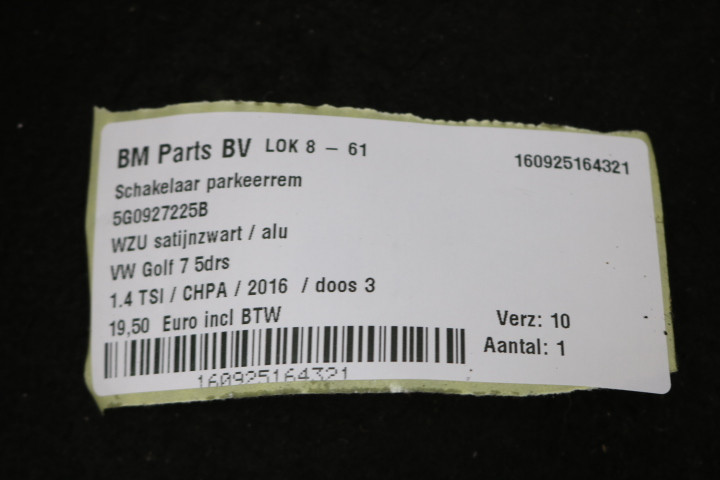 BM Parts BV LOK 8 - 61
160925164321
Schakelaar parkeerrem
5G0927225B
WZU satijnzwart / alu
VW Golf 7 5drs
1.4 TSI / CHPA / 2016 / doos 3
19,50 Euro incl BTW
Verz: 10
Aantal: 1
160925164321